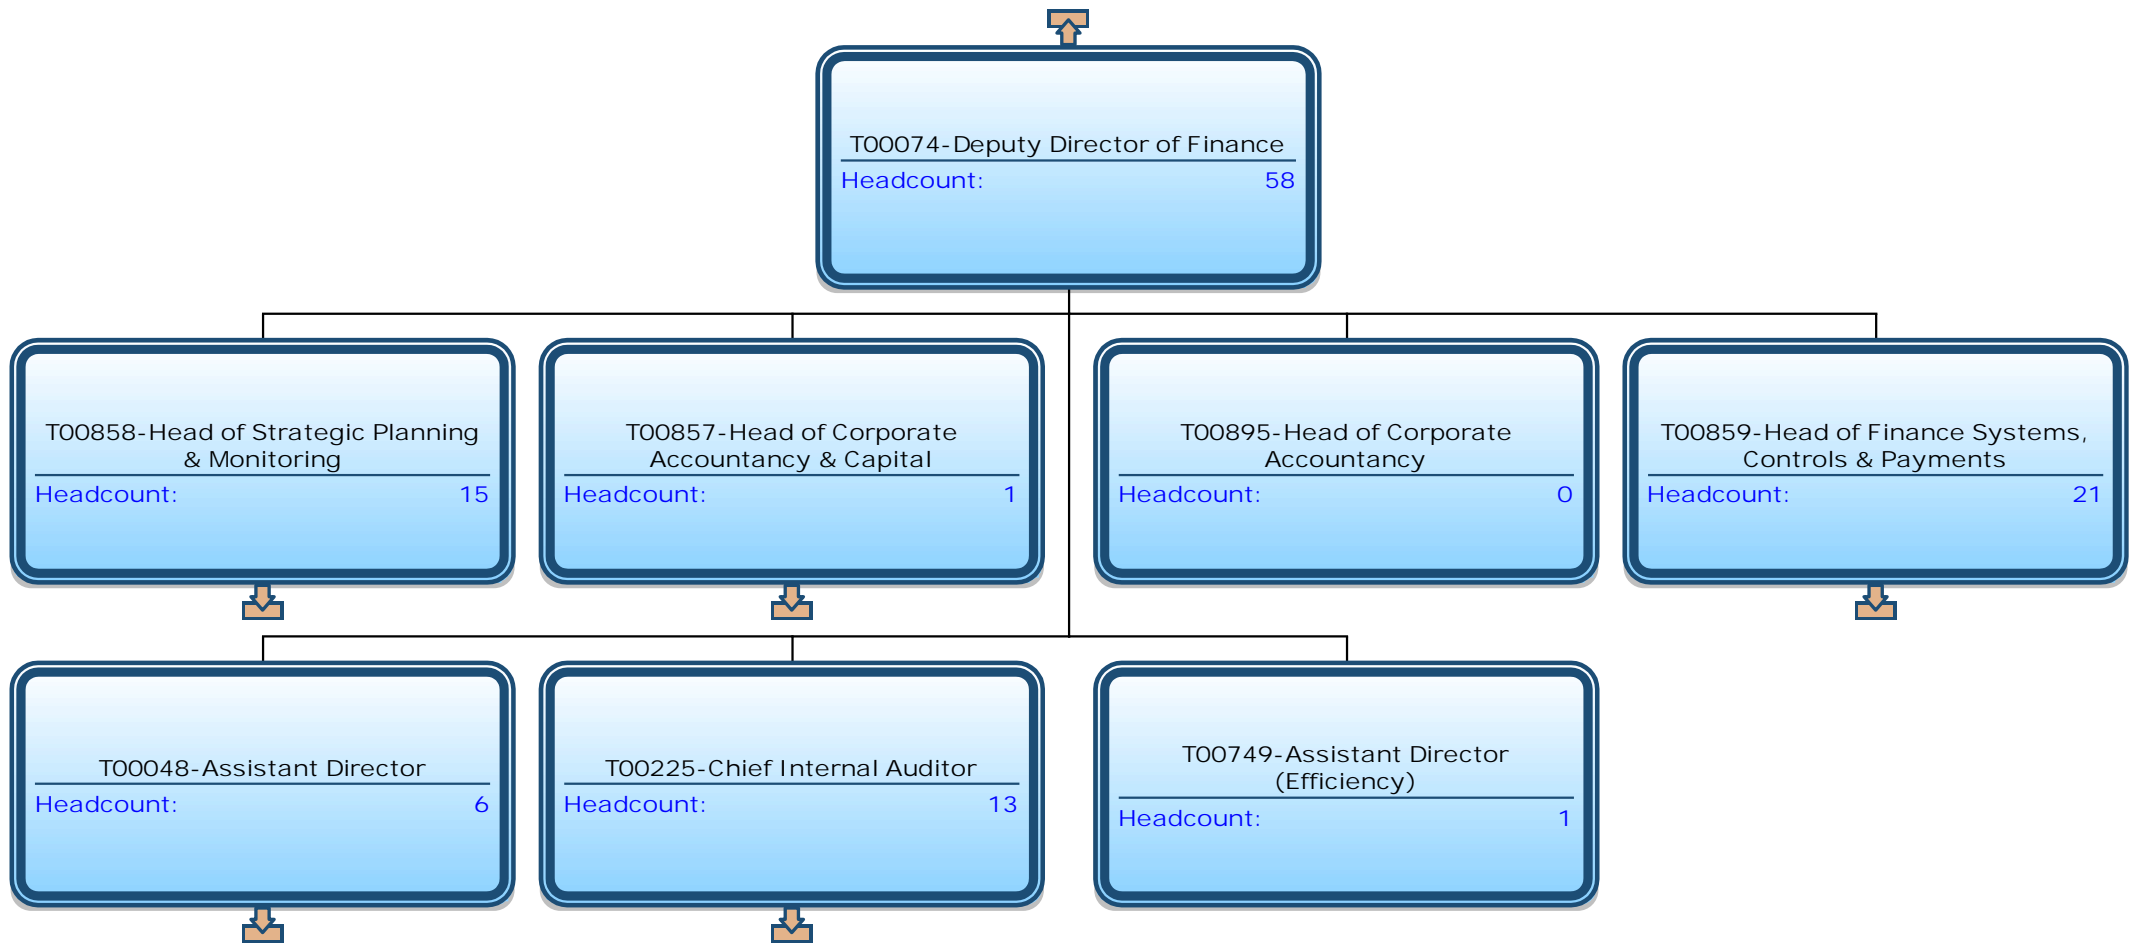 T00074-Deputy Director of Finance
Headcount: 58
T00858-Head of Strategic Planning
& Monitoring
Headcount: 15
T00857-Head of Corporate
Accountancy & Capital
Headcount: 1
T00895-Head of Corporate
Accountancy
Headcount: 0
T00859-Head of Finance Systems,
Controls & Payments
Headcount: 21
T00048-Assistant Director
Headcount: 6
T00225-Chief Internal Auditor
Headcount: 13
T00749-Assistant Director
(Efficiency)
Headcount: 1